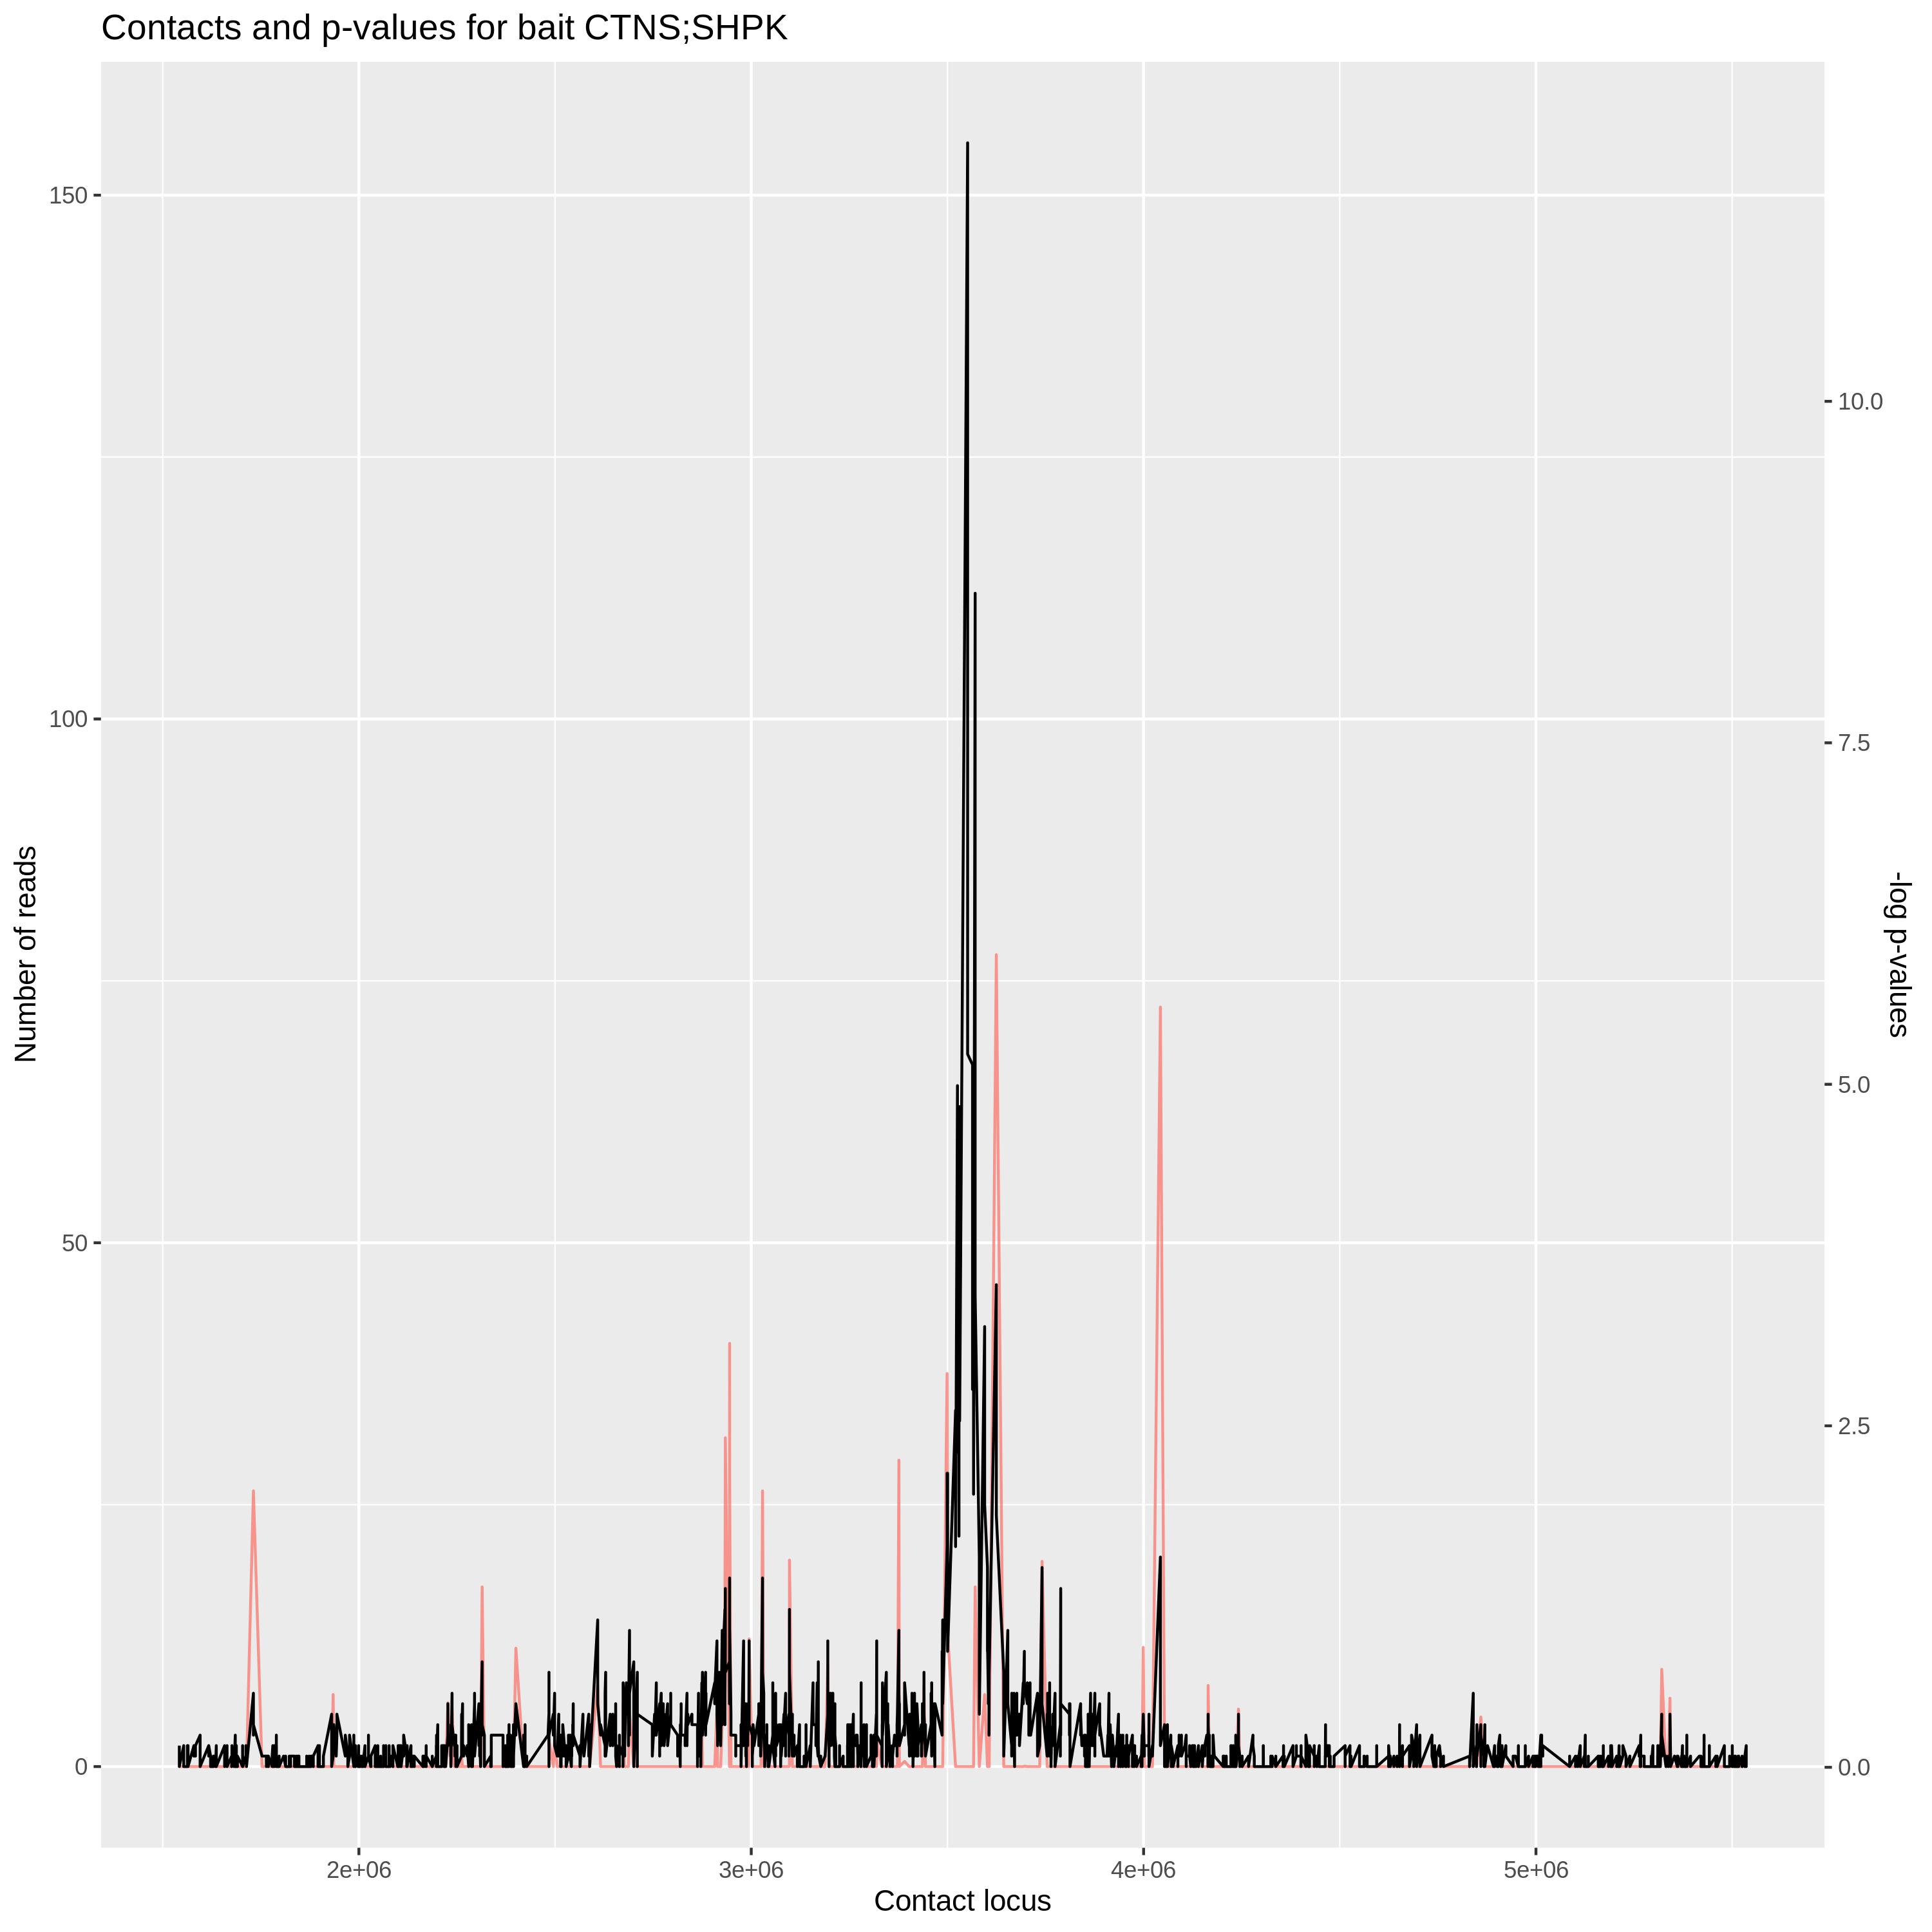 Contacts and p-values for bait CTNS;SHPK
150
100
50
0
Number of reads
10.0
7.5
5.0
2.5
0.0
-log p-values
2e+06
3e+06
4e+06
5e+06
Contact locus